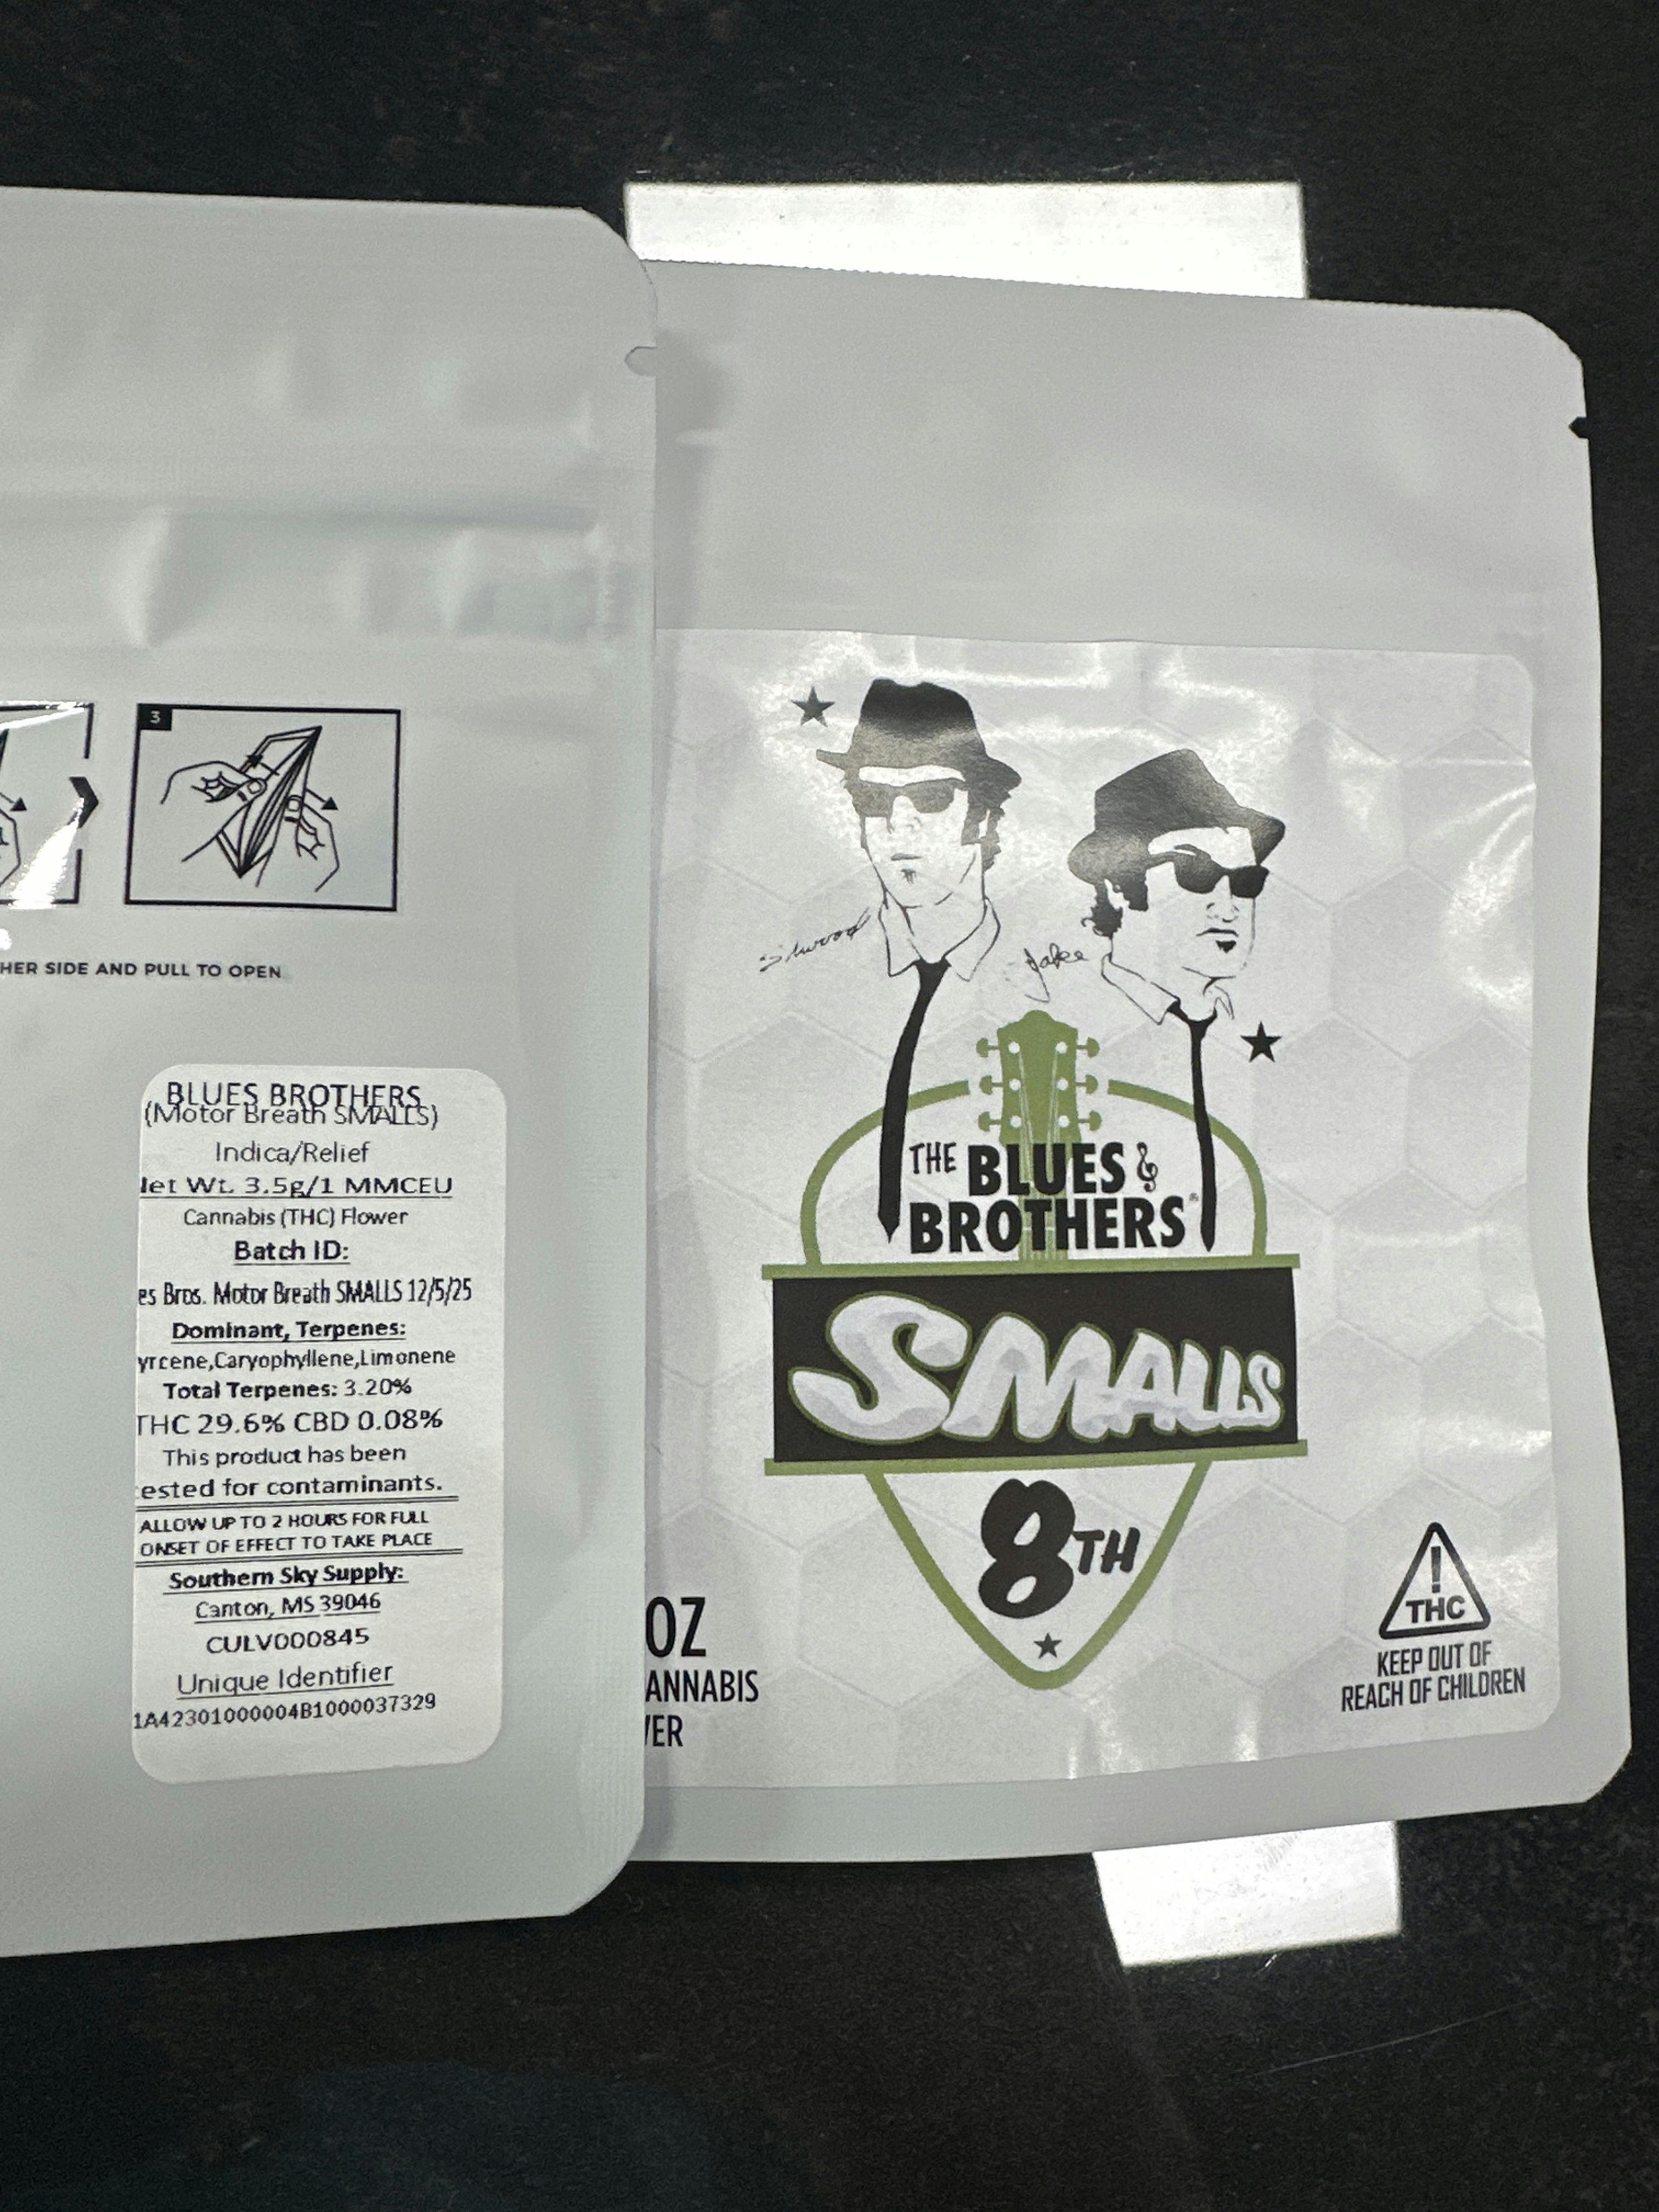 3
HER SIDE AND PULL TO OPEN
BLUES BROTHERS
(Motor Breath SMALLS)
Indica/Relief
let Wt. 3.5g/1 MMCEU
Cannabis (THC) Flower
Batch ID:
es Bros. Motor Breath SMALLS 12/5/25
Dominant, Terpenes:
yrcene,Caryophyllene,Limonene
Total Terpenes: 3.20%
THC 29.6% CBD 0.08%
This product has been
ested for contaminants.
ALLOW UP TO 2 HOURS FOR FULL
ONSET OF EFFECT TO TAKE PLACE
Southern Sky Supply:
Canton, MS 39046
CULV000845
Unique Identifier
1A42301000004B1000037329
Jake
THE BLUES
BROTHERS®
SMALLS
8TH
OZ
ANNABIS
ER
!
THC
KEEP OUT OF
REACH OF CHILDREN